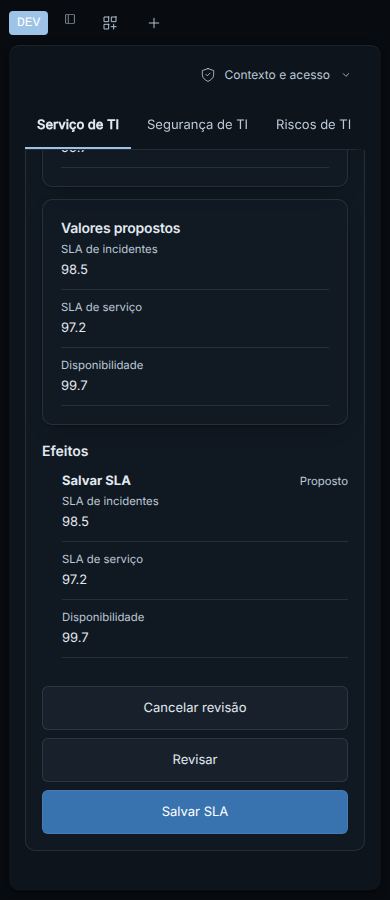 DEV
Contexto e acesso
Serviço de TI
Segurança de TI
Riscos de TI
Valores propostos
SLA de incidentes
98.5
SLA de serviço
97.2
Disponibilidade
99.7
Efeitos
Salvar SLA
Proposto
SLA de incidentes
98.5
SLA de serviço
97.2
Disponibilidade
99.7
Cancelar revisão
Revisar
Salvar SLA